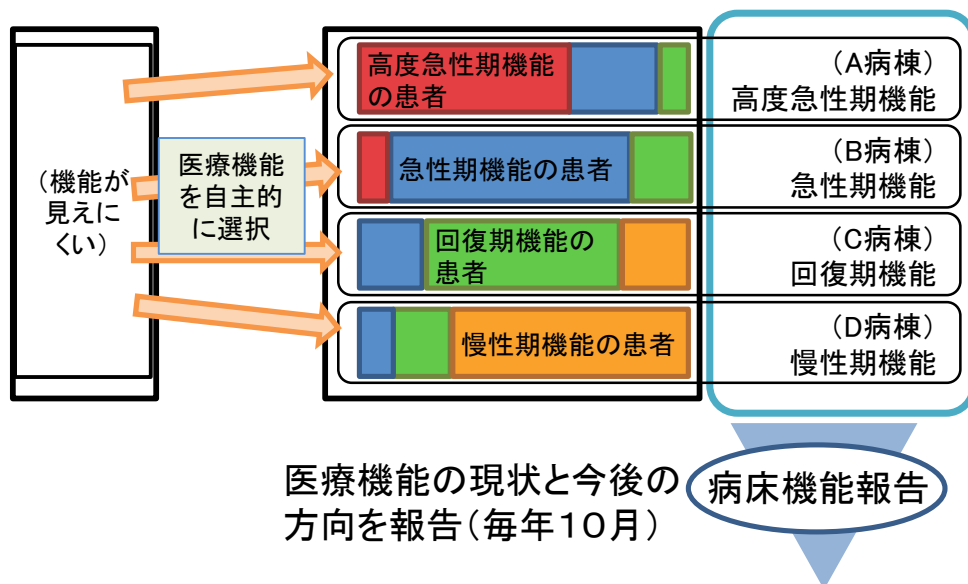 （機能が
見えに
くい）
医療機能
を自主的
に選択
高度急性期機能
の患者
（A病棟）
高度急性期機能
急性期機能の患者
（B病棟）
急性期機能
回復期機能の
患者
（C病棟）
回復期機能
慢性期機能の患者
（D病棟）
慢性期機能
医療機能の現状と今後の
方向を報告（毎年１０月）
病床機能報告